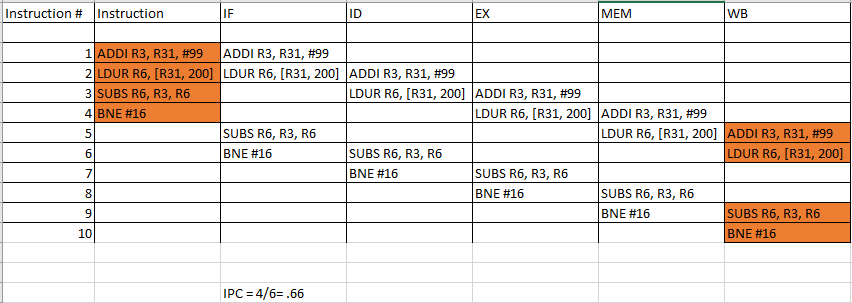 Instruction # Instruction IF ID EX MEM WB
1 ADDI R3, R31, #99 ADDI R3, R31, #99
2 LDUR R6, [R31, 200] LDUR R6, [R31, 200] ADDI R3, R31, #99
3 SUBS R6, R3, R6 LDUR R6, [R31, 200] ADDI R3, R31, #99
4 BNE #16 LDUR R6, [R31, 200] ADDI R3, R31, #99
5 SUBS R6, R3, R6 LDUR R6, [R31, 200] ADDI R3, R31, #99
6 BNE #16 SUBS R6, R3, R6 LDUR R6, [R31, 200]
7 BNE #16 SUBS R6, R3, R6
8 BNE #16 SUBS R6, R3, R6
9 BNE #16 SUBS R6, R3, R6
10 BNE #16
IPC = 4/6= .66